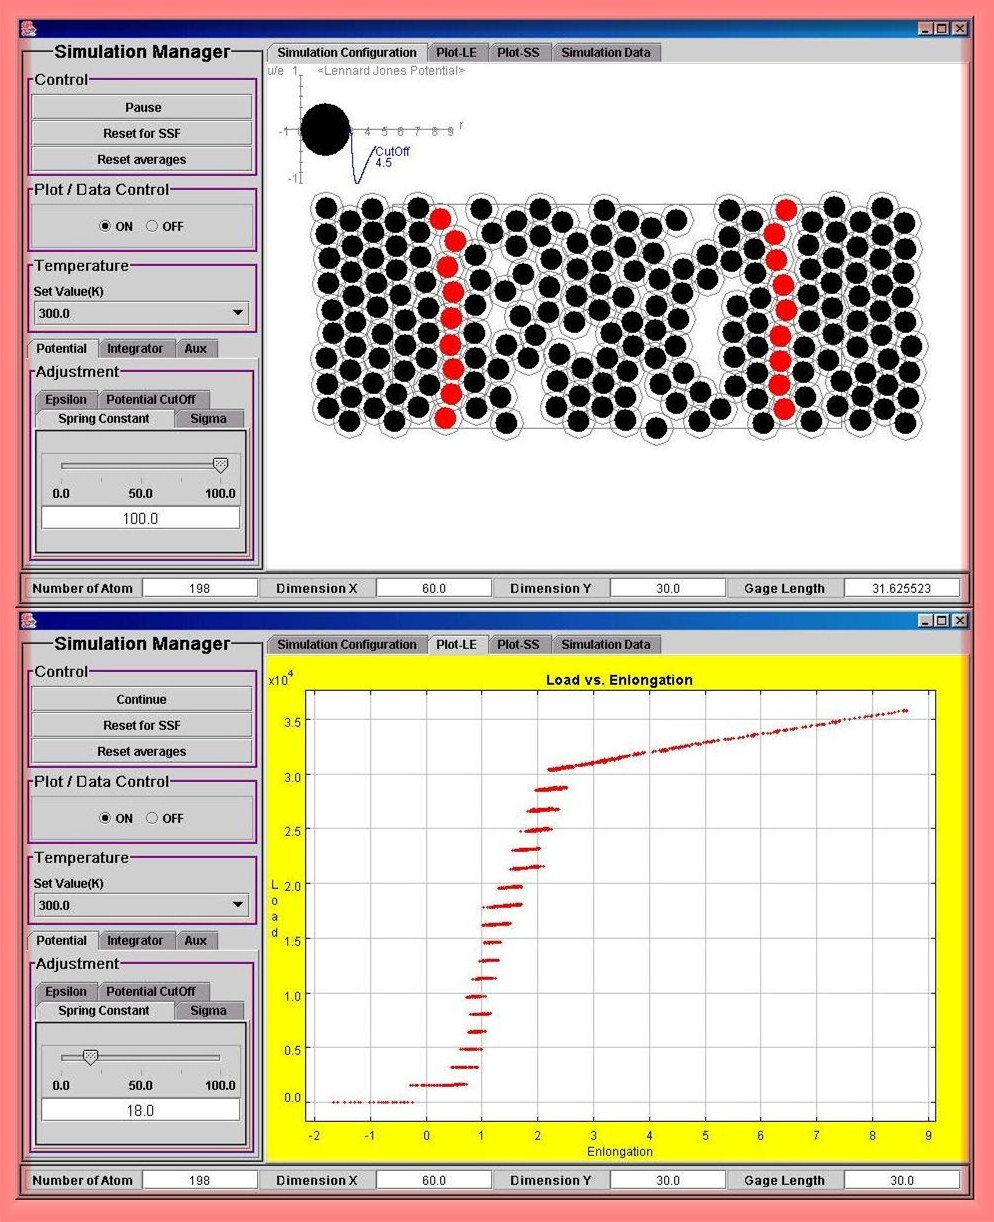 Simulation Manager
Control
Pause
Reset for SSF
Reset averages
Plot / Data Control
ON OFF
Temperature
Set Value(K)
300.0
Potential Integrator Aux
Adjustment
Epsilon Potential CutOff
Spring Constant Sigma
0.0 50.0 100.0
100.0
Simulation Configuration Plot-LE Plot-SS Simulation Data
u/e 1 <Lennard Jones Potential>
-1 4 5 6 7 8 9 r
CutOff
4.5
-1
Number of Atom 198 Dimension X 60.0 Dimension Y 30.0 Gage Length 31.625523
Simulation Manager
Control
Continue
Reset for SSF
Reset averages
Plot / Data Control
ON OFF
Temperature
Set Value(K)
300.0
Potential Integrator Aux
Adjustment
Epsilon Potential CutOff
Spring Constant Sigma
0.0 50.0 100.0
18.0
Simulation Configuration Plot-LE Plot-SS Simulation Data
x10^4
Load vs. Enlongation
3.5
3.0
2.5
2.0
1.5
1.0
0.5
0.0
Load
-2 -1 0 1 2 3 4 5 6 7 8 9
Enlongation
Number of Atom 198 Dimension X 60.0 Dimension Y 30.0 Gage Length 30.0